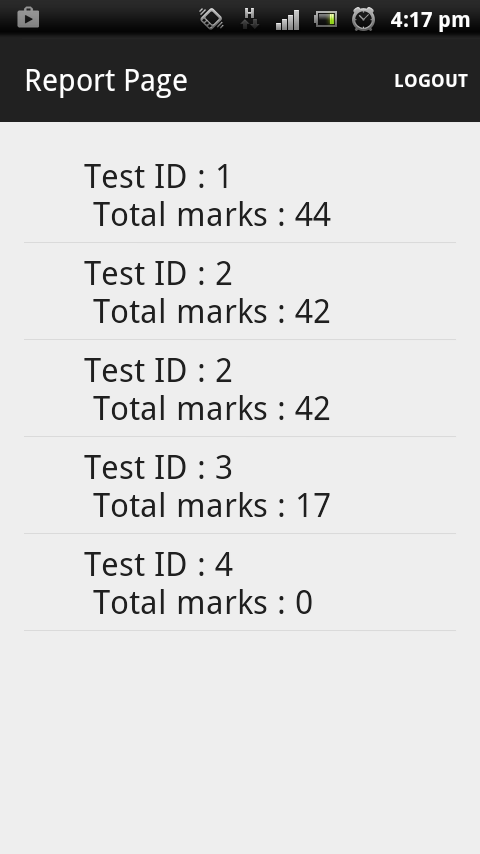 H
4:17 pm
Report Page
LOGOUT
Test ID : 1
Total marks : 44
Test ID : 2
Total marks : 42
Test ID : 2
Total marks : 42
Test ID : 3
Total marks : 17
Test ID : 4
Total marks : 0